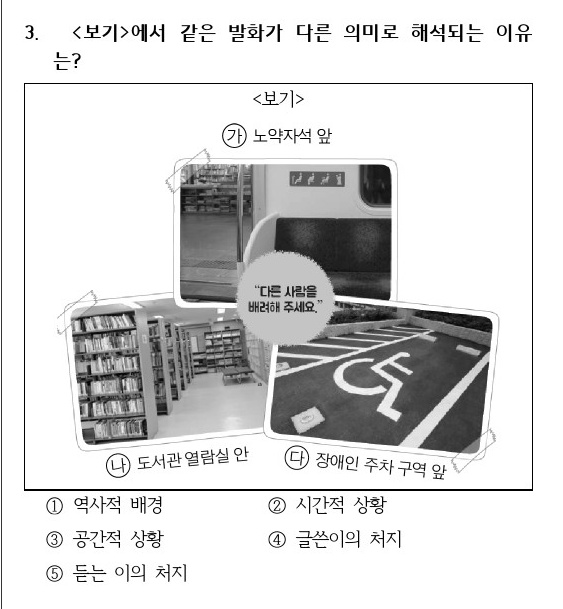 3. <보기>에서 같은 발화가 다른 의미로 해석되는 이유
는?
<보기>
㉮ 노약자석 앞
“다른 사람을
배려해 주세요.”
㉯ 도서관 열람실 안
㉰ 장애인 주차 구역 앞
① 역사적 배경
② 시간적 상황
③ 공간적 상황
④ 글쓴이의 처지
⑤ 듣는 이의 처지